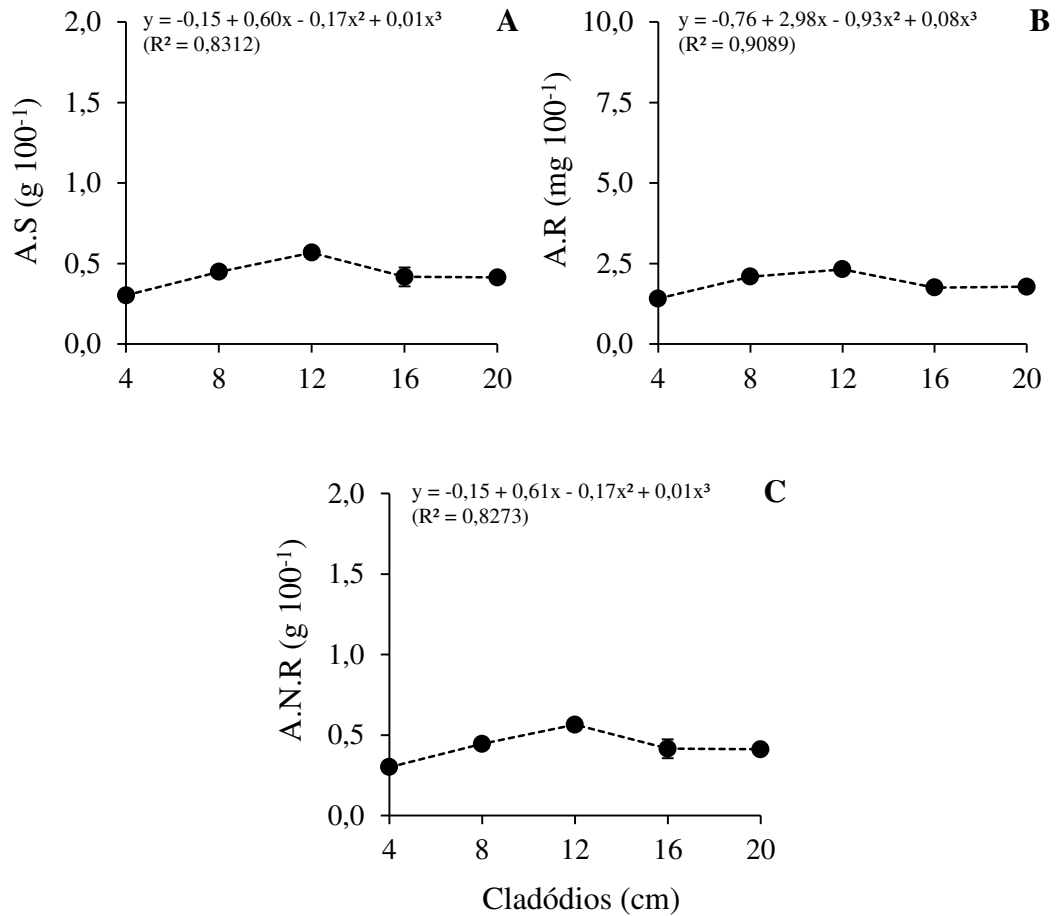 y = -0,15 + 0,60x - 0,17x² + 0,01x³
(R² = 0,8312)
A
2,0
1,5
1,0
0,5
0,0
A.S (g 100⁻¹)
4 8 12 16 20
y = -0,76 + 2,98x - 0,93x² + 0,08x³
(R² = 0,9089)
B
10,0
7,5
5,0
2,5
0,0
A.R (mg 100⁻¹)
4 8 12 16 20
y = -0,15 + 0,61x - 0,17x² + 0,01x³
(R² = 0,8273)
C
2,0
1,5
1,0
0,5
0,0
A.N.R (g 100⁻¹)
4 8 12 16 20
Cladódios (cm)